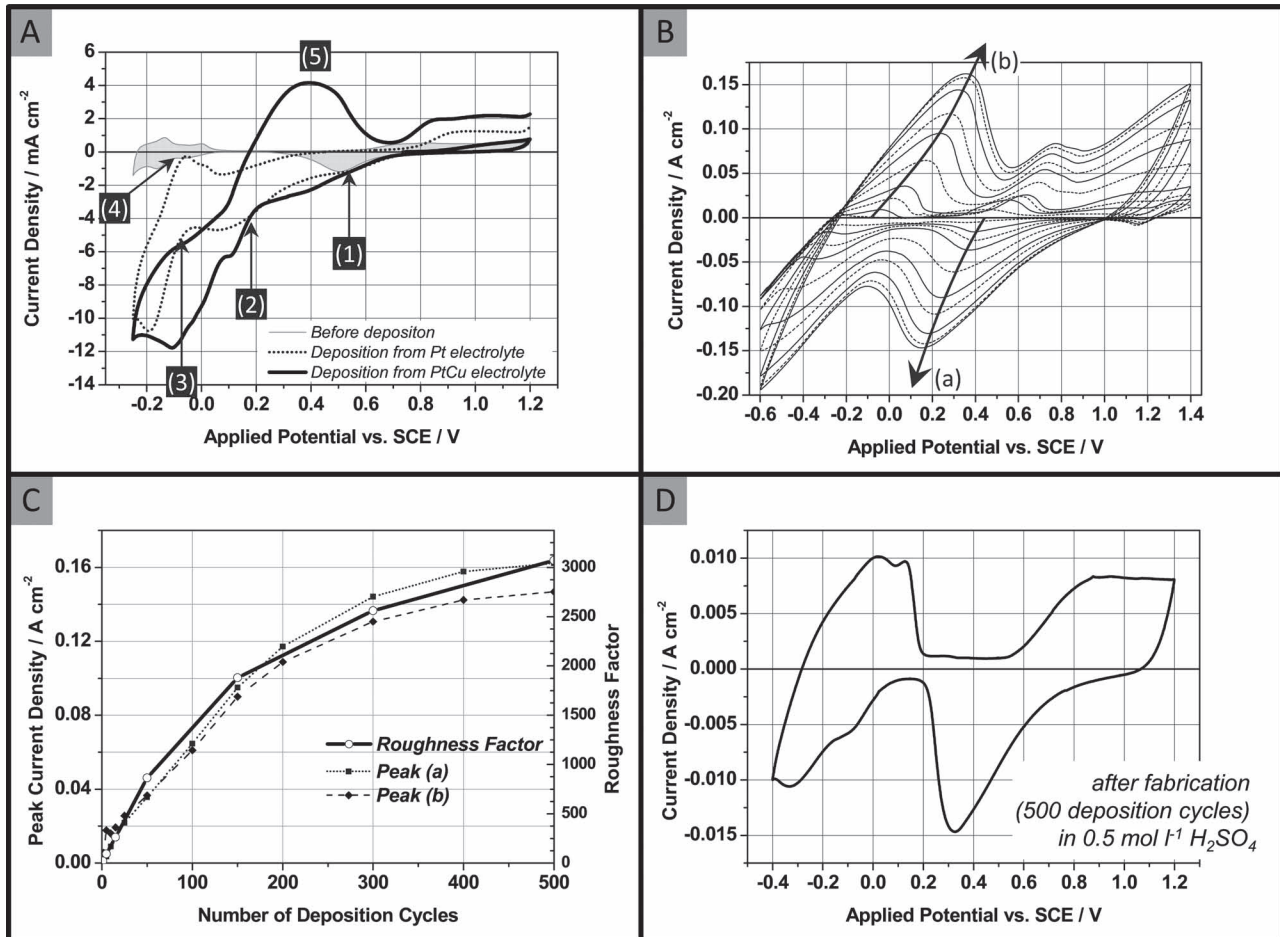 A
Current Density / mA cm-2
6
4
2
0
-2
-4
-6
-8
-10
-12
-14
(5)
(4)
(1)
(2)
(3)
Before depositon
Deposition from Pt electrolyte
Deposition from PtCu electrolyte
-0.2 0.0 0.2 0.4 0.6 0.8 1.0 1.2
Applied Potential vs. SCE / V
B
Current Density / A cm-2
0.15
0.10
0.05
0.00
-0.05
-0.10
-0.15
-0.20
(b)
(a)
-0.6 -0.4 -0.2 0.0 0.2 0.4 0.6 0.8 1.0 1.2 1.4
Applied Potential vs. SCE / V
C
Peak Current Density / A cm-2
0.16
0.12
0.08
0.04
0.00
Roughness Factor
Peak (a)
Peak (b)
3000
2500
2000
1500
1000
500
0
Roughness Factor
0 100 200 300 400 500
Number of Deposition Cycles
D
Current Density / A cm-2
0.010
0.005
0.000
-0.005
-0.010
-0.015
after fabrication
(500 deposition cycles)
in 0.5 mol l-1 H2SO4
-0.4 -0.2 0.0 0.2 0.4 0.6 0.8 1.0 1.2
Applied Potential vs. SCE / V